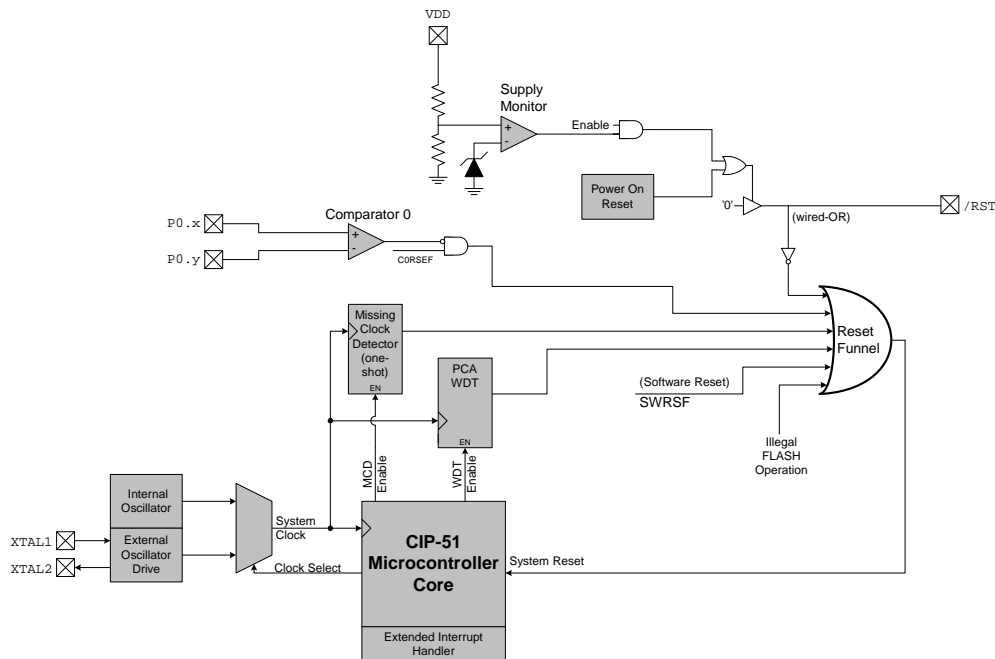 VDD
Supply
Monitor
+
-
Enable
Power On
Reset
'0'
(wired-OR)
/RST
P0.x
P0.y
Comparator 0
+
-
C0RSEF
Missing
Clock
Detector
(one-
shot)
EN
PCA
WDT
EN
Reset
Funnel
(Software Reset)
SWRSF
Illegal
FLASH
Operation
MCD
Enable
WDT
Enable
Internal
Oscillator
External
Oscillator
Drive
XTAL1
XTAL2
System
Clock
Clock Select
CIP-51
Microcontroller
Core
System Reset
Extended Interrupt
Handler